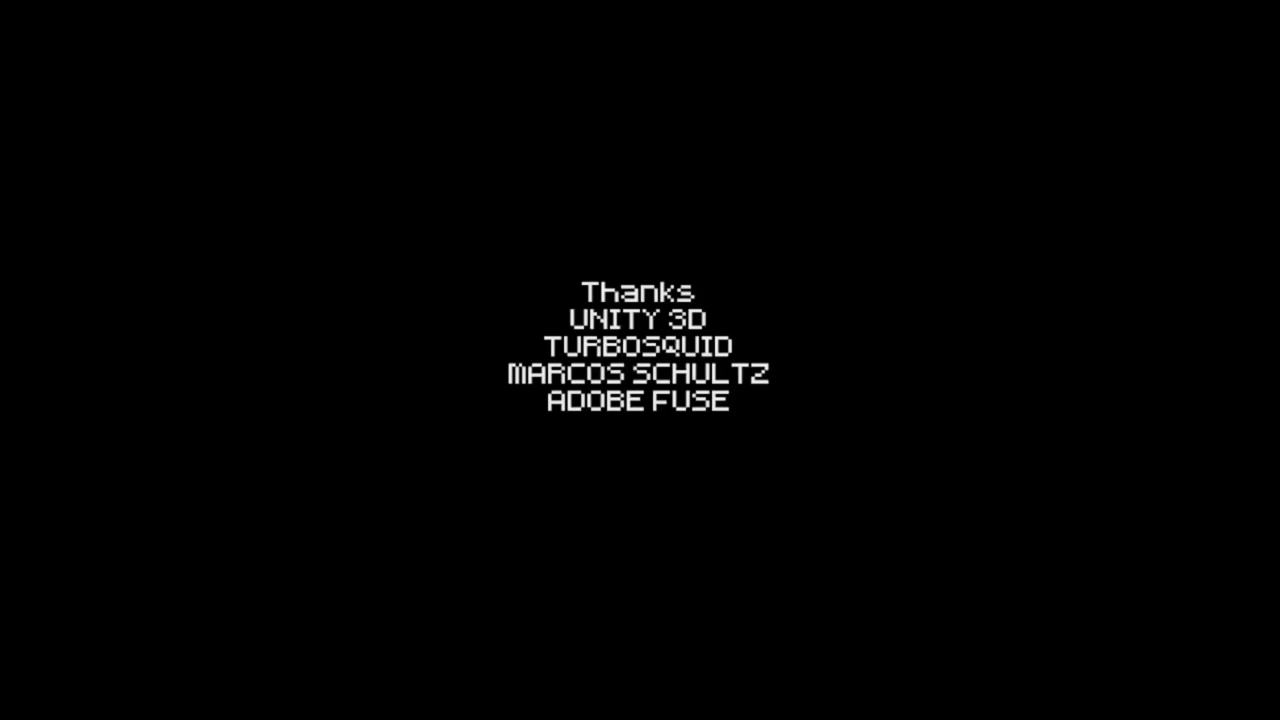 Thanks
UNITY 3D
TURBOSQUID
MARCOS SCHULTZ
ADOBE FUSE